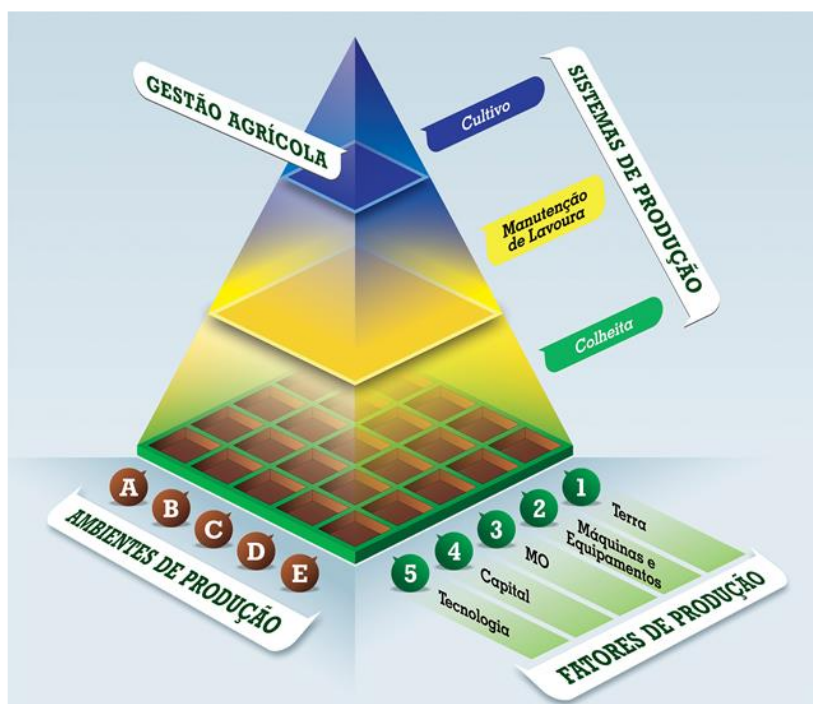 GESTÃO AGRÍCOLA
SISTEMAS DE PRODUÇÃO
Cultivo
Manutenção
de Lavoura
Colheita
A
B
C
D
E
AMBIENTES DE PRODUÇÃO
1
2
3
4
5
Terra
Máquinas e
Equipamentos
MO
Capital
Tecnologia
FATORES DE PRODUÇÃO